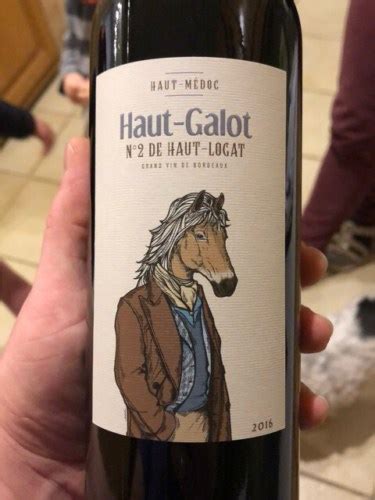 HAUT-MÉDOC
Haut-Galot
N°2 DE HAUT-LOGAT
GRAND VIN DE BORDEAUX
2016